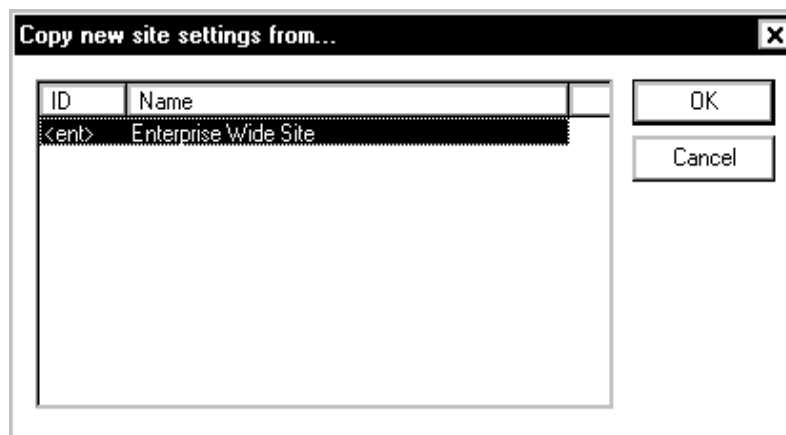 Copy new site settings from...
ID Name
<ent> Enterprise Wide Site
OK
Cancel